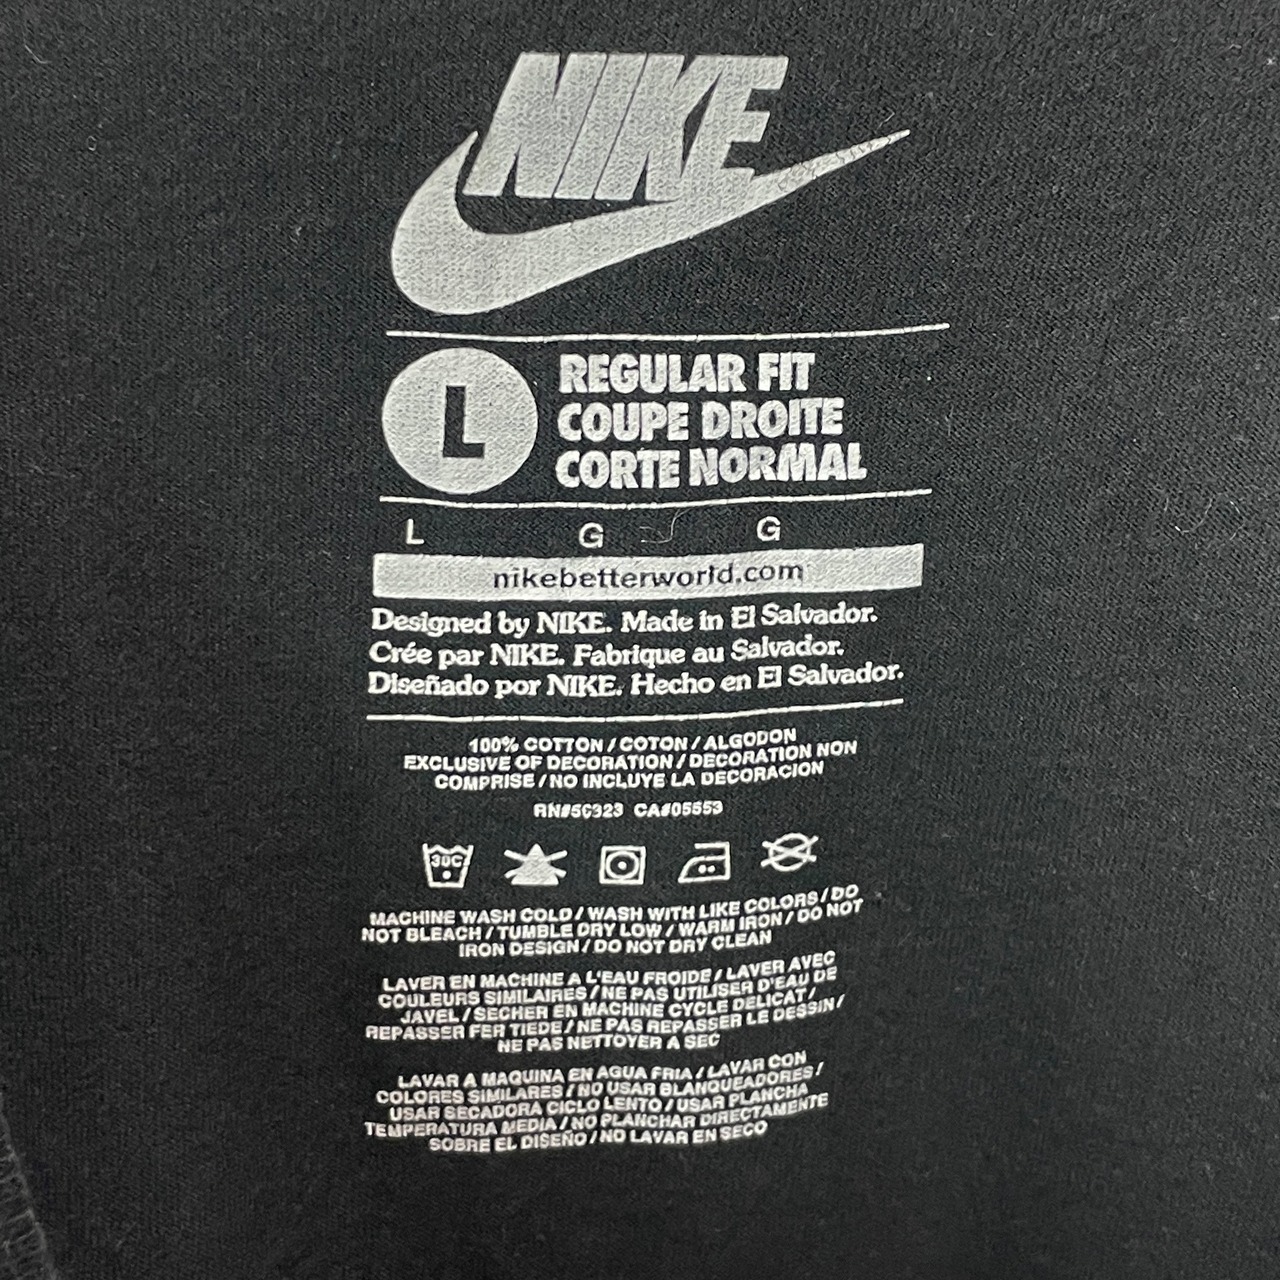 NIKE
L
REGULAR FIT
COUPE DROITE
CORTE NORMAL
L G G
nikebetterworld.com
Designed by NIKE. Made in El Salvador.
Crée par NIKE. Fabrique au Salvador.
Diseñado por NIKE. Hecho en El Salvador.
100% COTTON / COTON / ALGODON
EXCLUSIVE OF DECORATION / DECORATION NON
COMPRISE / NO INCLUYE LA DECORACION
RN#56323 CA#05553
30C
MACHINE WASH COLD / WASH WITH LIKE COLORS / DO
NOT BLEACH / TUMBLE DRY LOW / WARM IRON / DO NOT
IRON DESIGN / DO NOT DRY CLEAN
LAVER EN MACHINE A L'EAU FROIDE / LAVER AVEC
COULEURS SIMILAIRES / NE PAS UTILISER D'EAU DE
JAVEL / SECHER EN MACHINE CYCLE DELICAT /
REPASSER FER TIEDE / NE PAS REPASSER LE DESSIN /
NE PAS NETTOYER A SEC
LAVAR A MAQUINA EN AGUA FRIA / LAVAR CON
COLORES SIMILARES / NO USAR BLANQUEADORES /
USAR SECADORA CICLO LENTO / USAR PLANCHA
TEMPERATURA MEDIA / NO PLANCHAR DIRECTAMENTE
SOBRE EL DISEÑO / NO LAVAR EN SECO